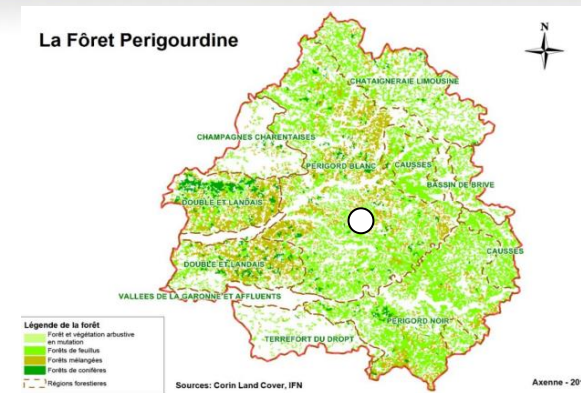 La Fôret Perigourdine
N
CHATAIGNERAIE LIMOUSINE
CHAMPAGNES CHARENTAISES
PERIGORD BLANC
CAUSSES
BASSIN DE BRIVE
DOUBLE ET LANDAIS
CAUSSES
DOUBLE ET LANDAIS
VALLEES DE LA GARONNE ET AFFLUENTS
PERIGORD NOIR
TERREFORT DU DROPT
Légende de la forêt
Forêt et végétation arbustive
en mutation
Forêts de feuillus
Forêts mélangées
Forêts de conifères
Régions forestieres
Sources: Corin Land Cover, IFN
Axenne - 201